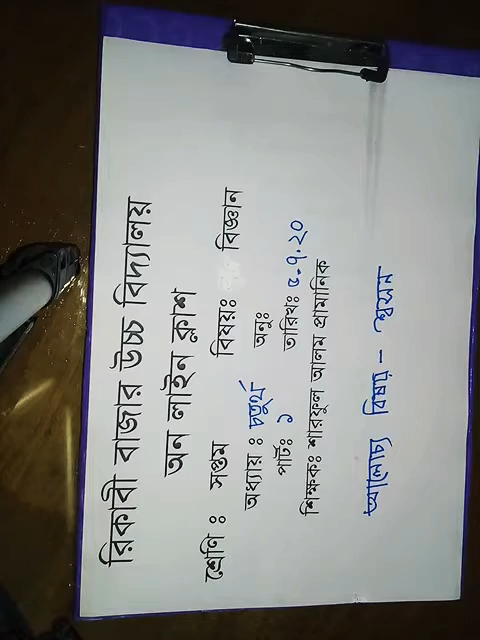 রিকাবী বাজার উচ্চ বিদ্যালয়
অন লাইন ক্লাশ
শ্রেণি : সপ্তম বিষয়ঃ বিজ্ঞান
অধ্যায় : চতুর্থ অনুঃ
পার্টঃ ১ তারিখঃ ৫-৭-২০
শিক্ষকঃ শারফুল আলম প্রামানিক
আলোচ্য বিষয় - শ্বসন